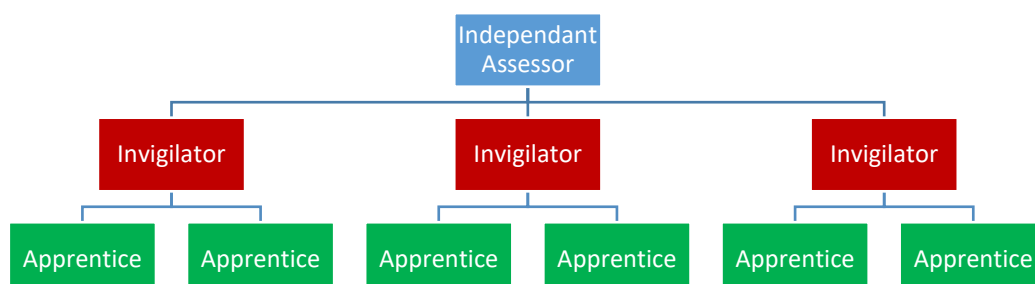 Independant
Assessor
Invigilator
Invigilator
Invigilator
Apprentice
Apprentice
Apprentice
Apprentice
Apprentice
Apprentice